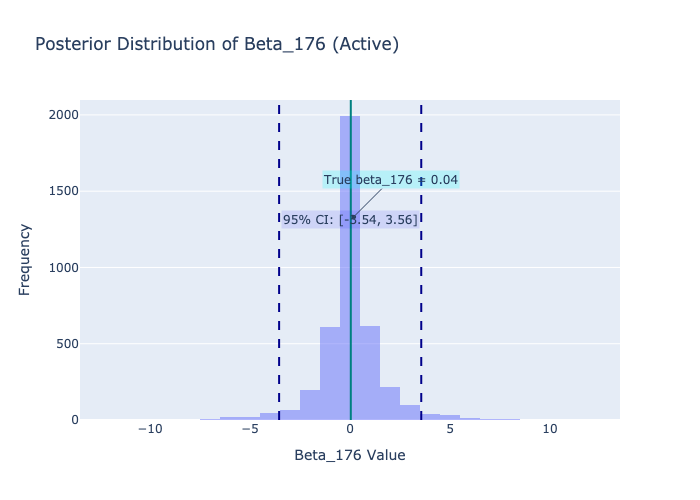 Posterior Distribution of Beta_176 (Active)
2000
True beta_176 = 0.04
1500
95% CI: [-3.54, 3.56]
Frequency
1000
500
0
−10
−5
0
5
10
Beta_176 Value